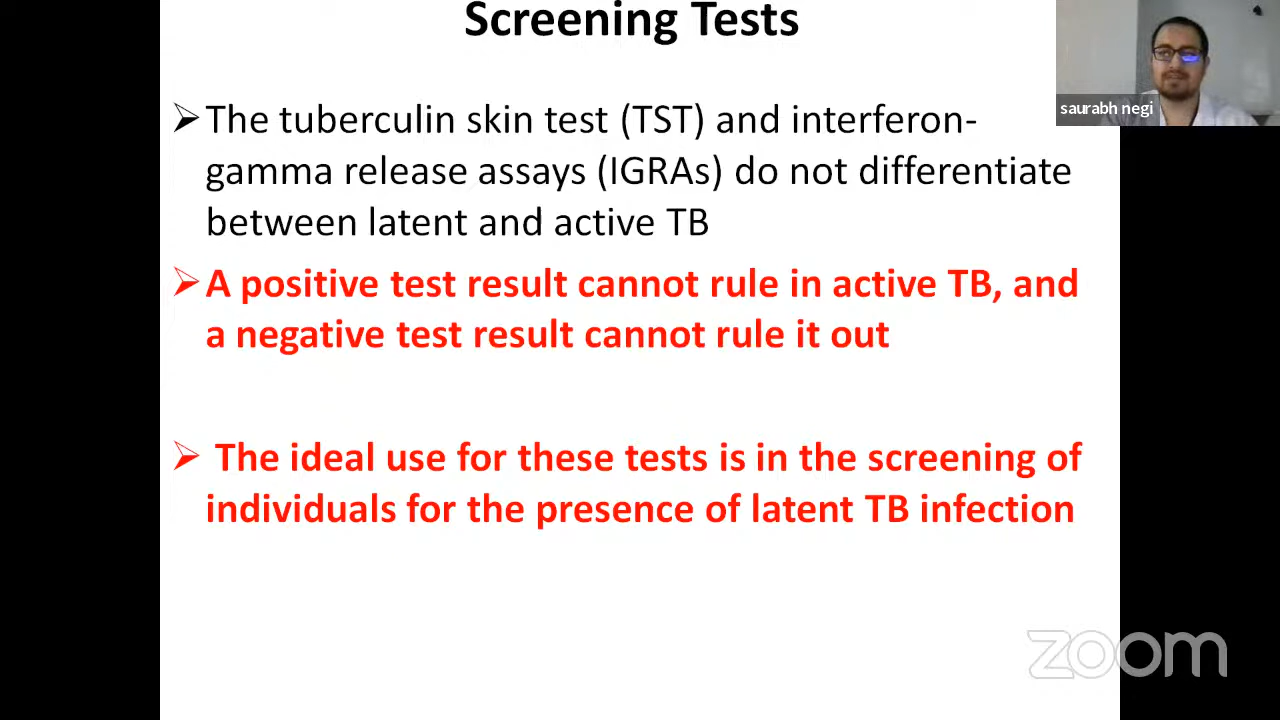 Screening Tests
saurabh negi
➢The tuberculin skin test (TST) and interferon-
gamma release assays (IGRAs) do not differentiate
between latent and active TB
➢A positive test result cannot rule in active TB, and
a negative test result cannot rule it out
➢ The ideal use for these tests is in the screening of
individuals for the presence of latent TB infection
zoom